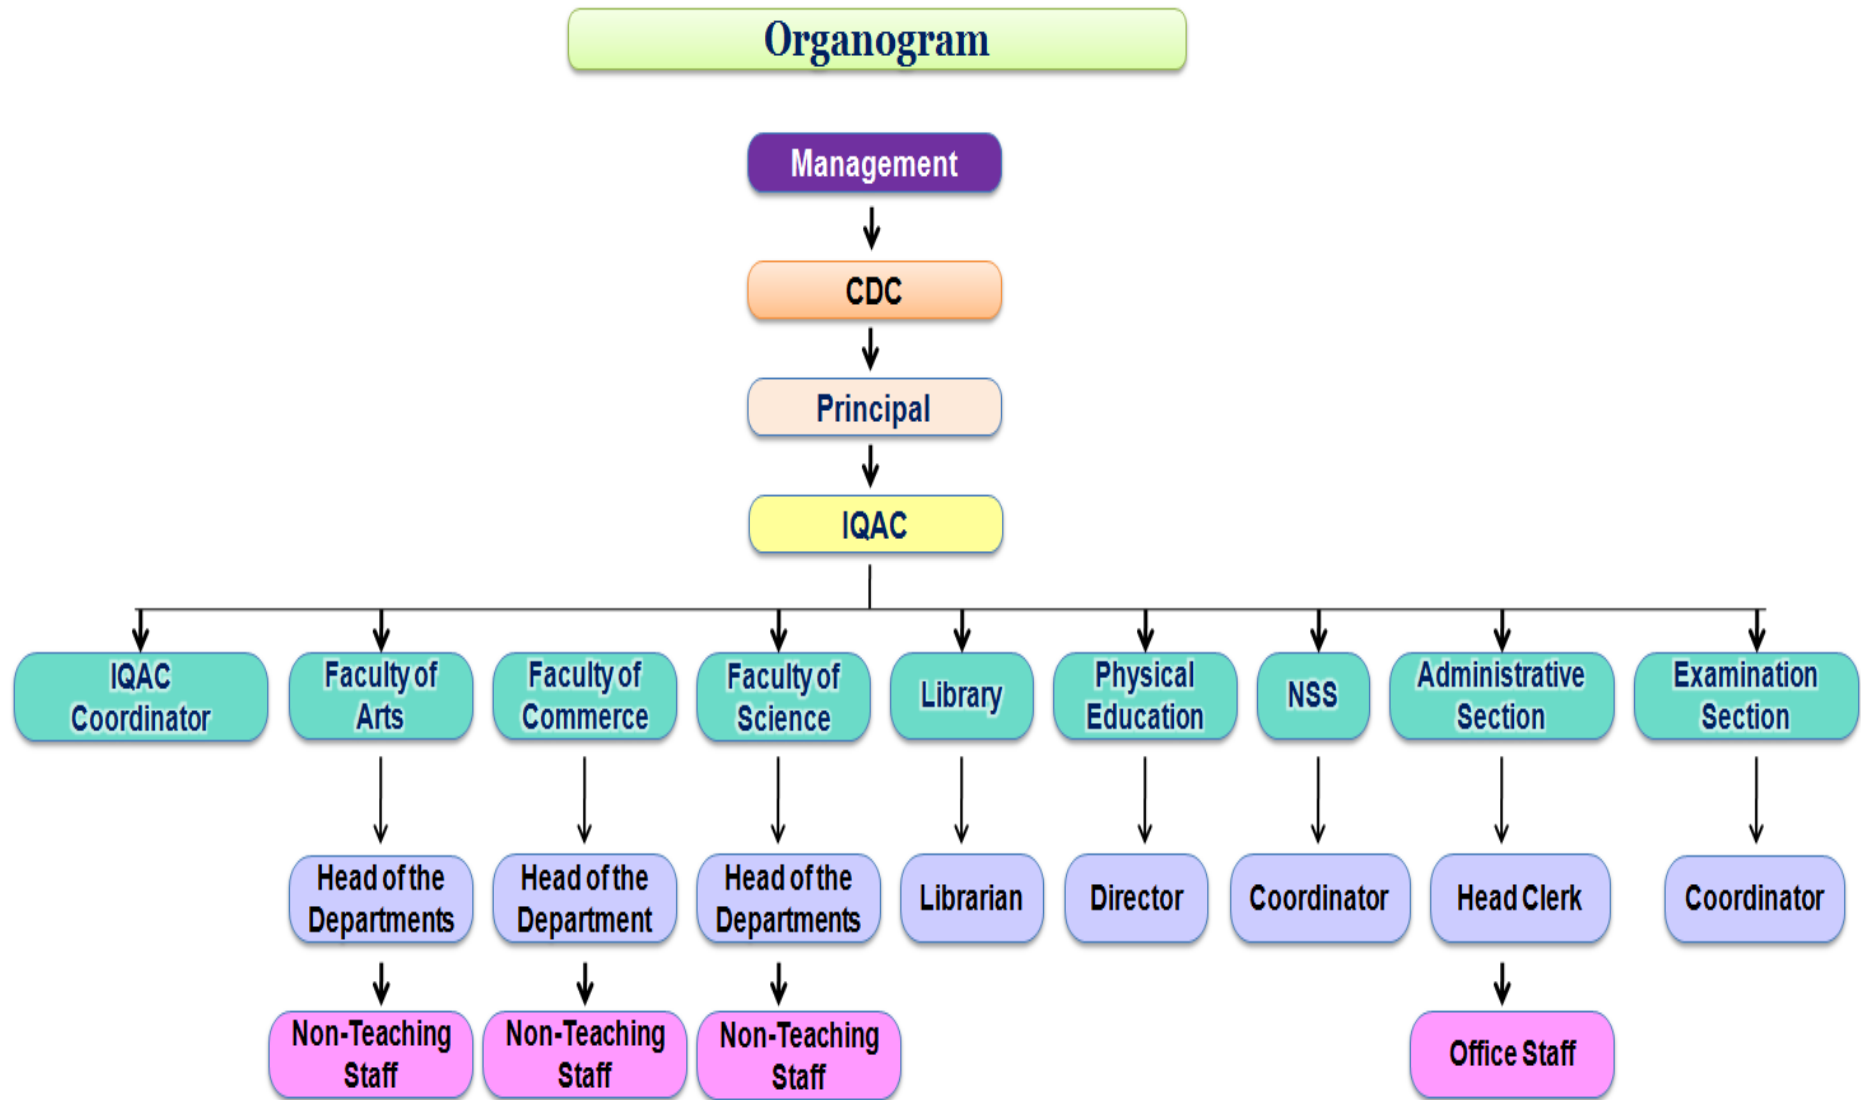 Organogram
Management
CDC
Principal
IQAC
IQAC
Coordinator
Faculty of
Arts
Faculty of
Commerce
Faculty of
Science
Library
Physical
Education
NSS
Administrative
Section
Examination
Section
Head of the
Departments
Head of the
Department
Head of the
Departments
Librarian
Director
Coordinator
Head Clerk
Coordinator
Non-Teaching
Staff
Non-Teaching
Staff
Non-Teaching
Staff
Office Staff